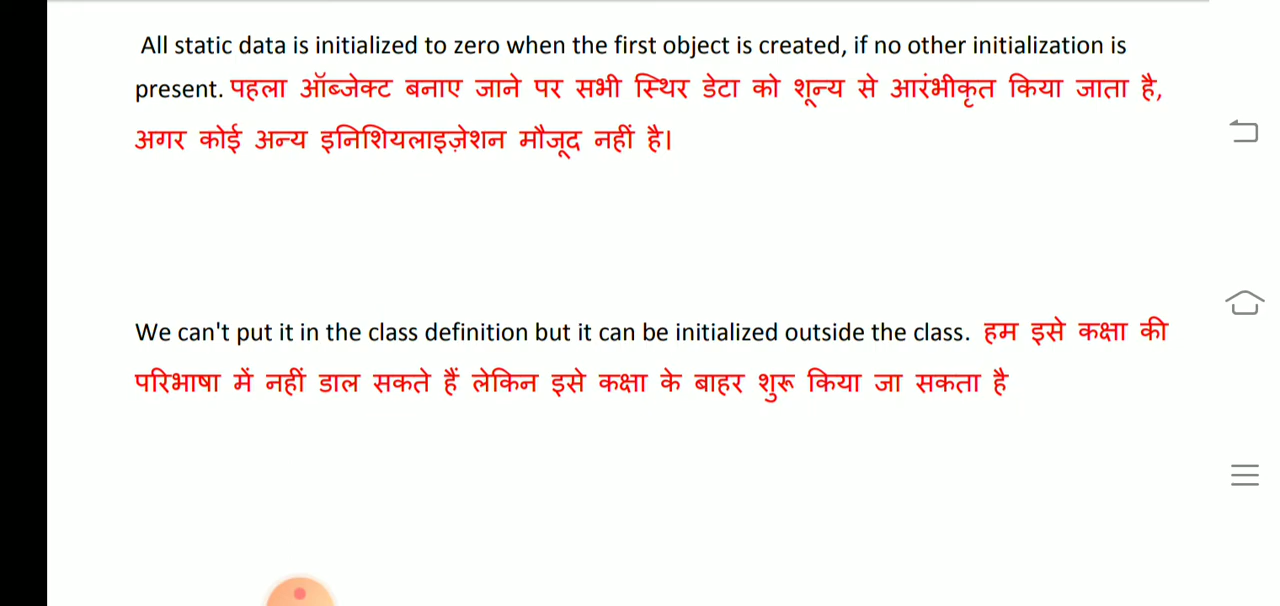 All static data is initialized to zero when the first object is created, if no other initialization is
present. पहला ऑब्जेक्ट बनाए जाने पर सभी स्थिर डेटा को शून्य से आरंभीकृत किया जाता है,
अगर कोई अन्य इनिशियलाइज़ेशन मौजूद नहीं है।
We can't put it in the class definition but it can be initialized outside the class. हम इसे कक्षा की
परिभाषा में नहीं डाल सकते हैं लेकिन इसे कक्षा के बाहर शुरू किया जा सकता है